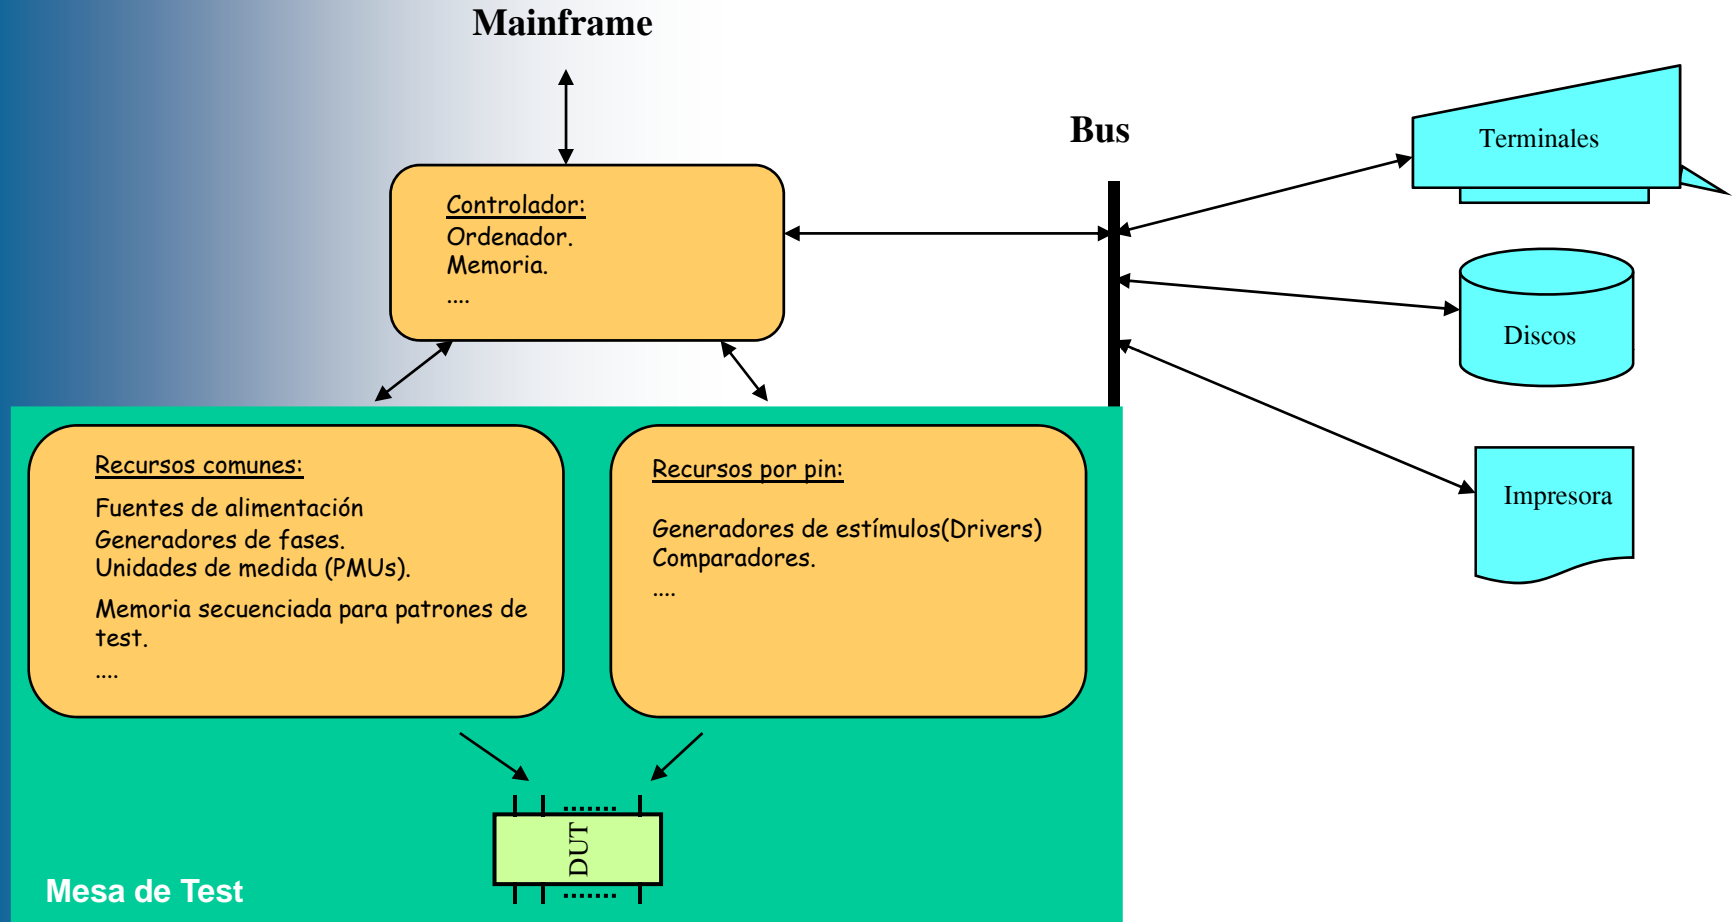 Mainframe
Bus
Terminales
Controlador:
Ordenador.
Memoria.
....
Discos
Recursos comunes:
Fuentes de alimentación
Generadores de fases.
Unidades de medida (PMUs).
Memoria secuenciada para patrones de
test.
....
Recursos por pin:
Generadores de estímulos(Drivers)
Comparadores.
....
Impresora
DUT
Mesa de Test